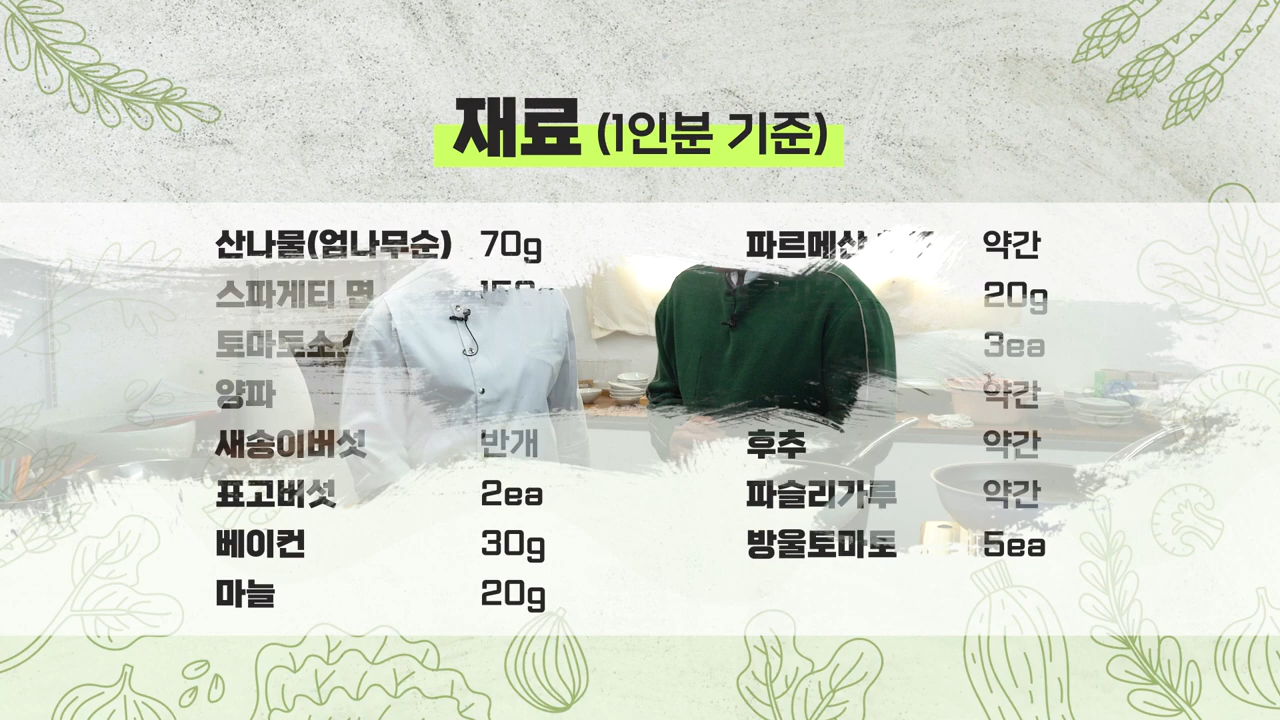 재료 (1인분 기준)
산나물(엄나무순) 70g
스파게티 면
토마토소스
양파
새송이버섯 반개
표고버섯 2ea
베이컨 30g
마늘 20g
파르메산 약간
20g
3ea
약간
후추 약간
파슬리가루 약간
방울토마토 5ea